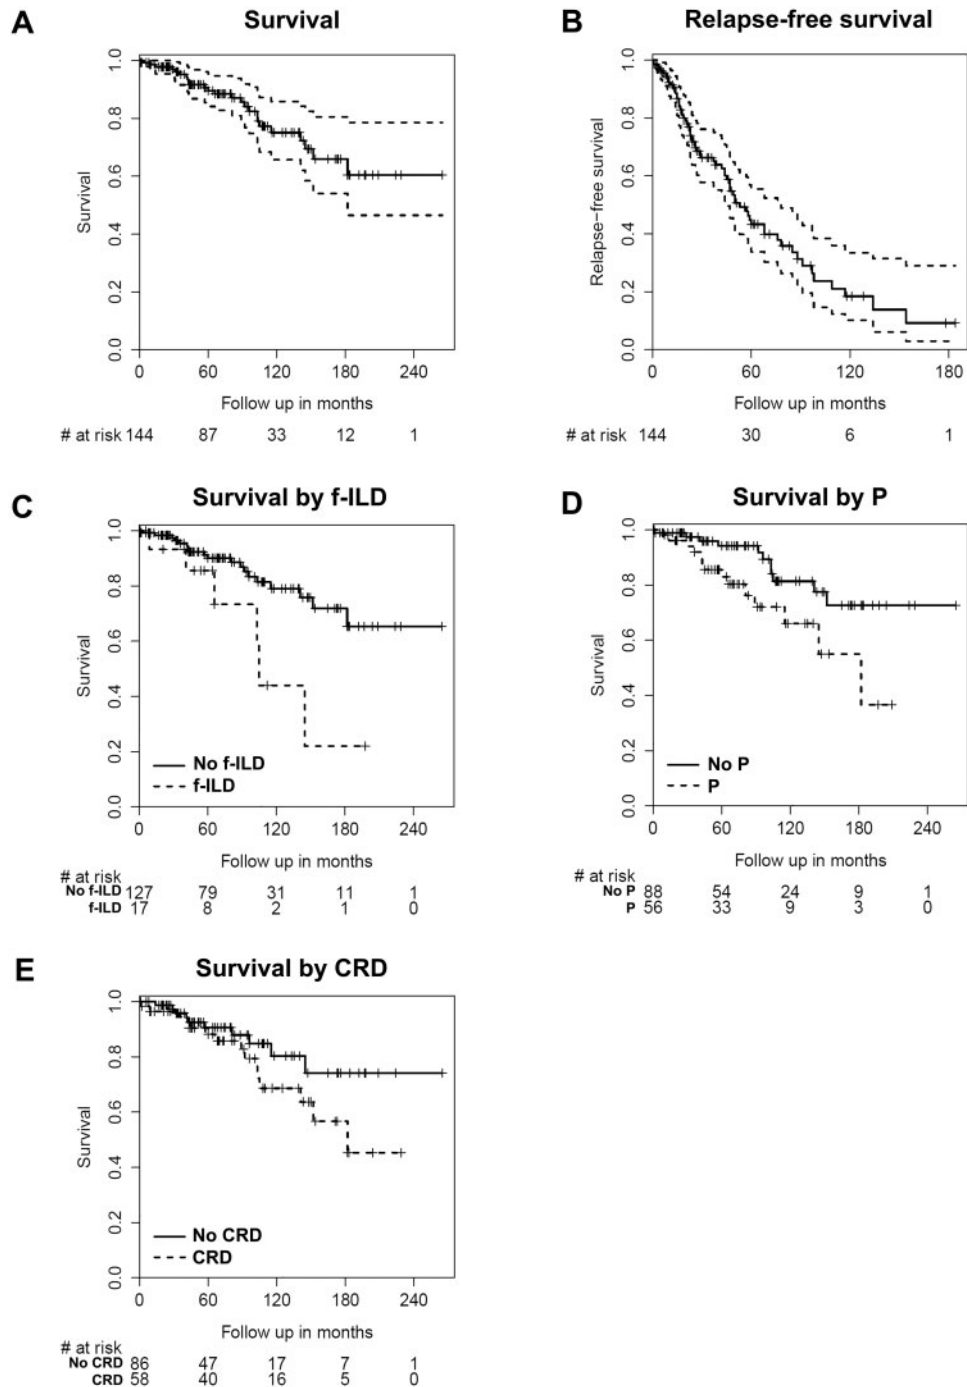 A
Survival
Survival
0.0 0.2 0.4 0.6 0.8 1.0
0 60 120 180 240
Follow up in months
# at risk 144 87 33 12 1
B
Relapse-free survival
Relapse−free survival
0.0 0.2 0.4 0.6 0.8 1.0
0 60 120 180
Follow up in months
# at risk 144 30 6 1
C
Survival by f-ILD
Survival
0.0 0.2 0.4 0.6 0.8 1.0
No f-ILD
f-ILD
0 60 120 180 240
Follow up in months
# at risk
No f-ILD 127 79 31 11 1
f-ILD 17 8 2 1 0
D
Survival by P
Survival
0.0 0.2 0.4 0.6 0.8 1.0
No P
P
0 60 120 180 240
Follow up in months
# at risk
No P 88 54 24 9 1
P 56 33 9 3 0
E
Survival by CRD
Survival
0.0 0.2 0.4 0.6 0.8 1.0
No CRD
CRD
0 60 120 180 240
Follow up in months
# at risk
No CRD 86 47 17 7 1
CRD 58 40 16 5 0